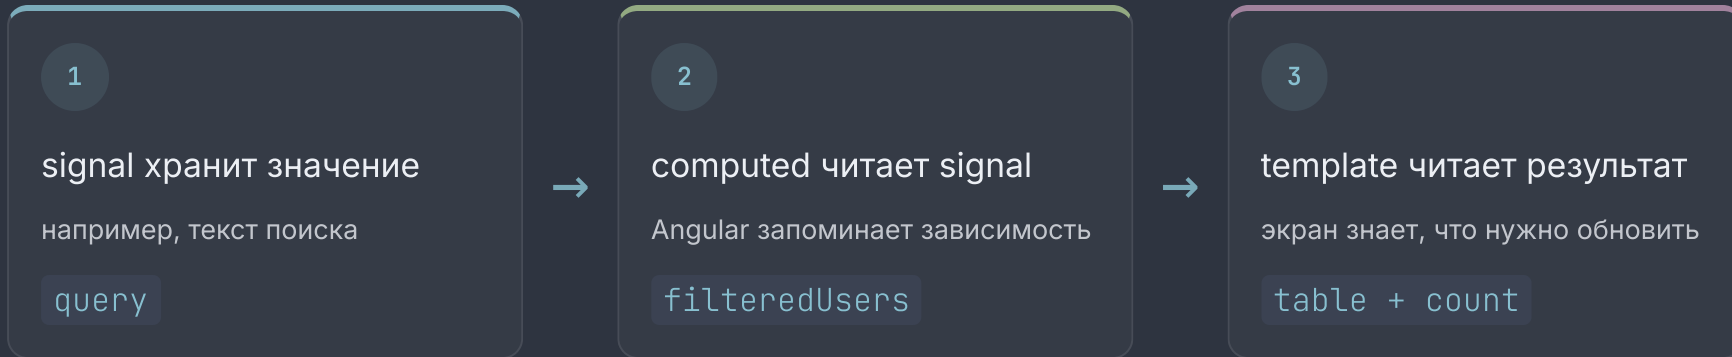 1
signal хранит значение
например, текст поиска
query
→
2
computed читает signal
Angular запоминает зависимость
filteredUsers
→
3
template читает результат
экран знает, что нужно обновить
table + count